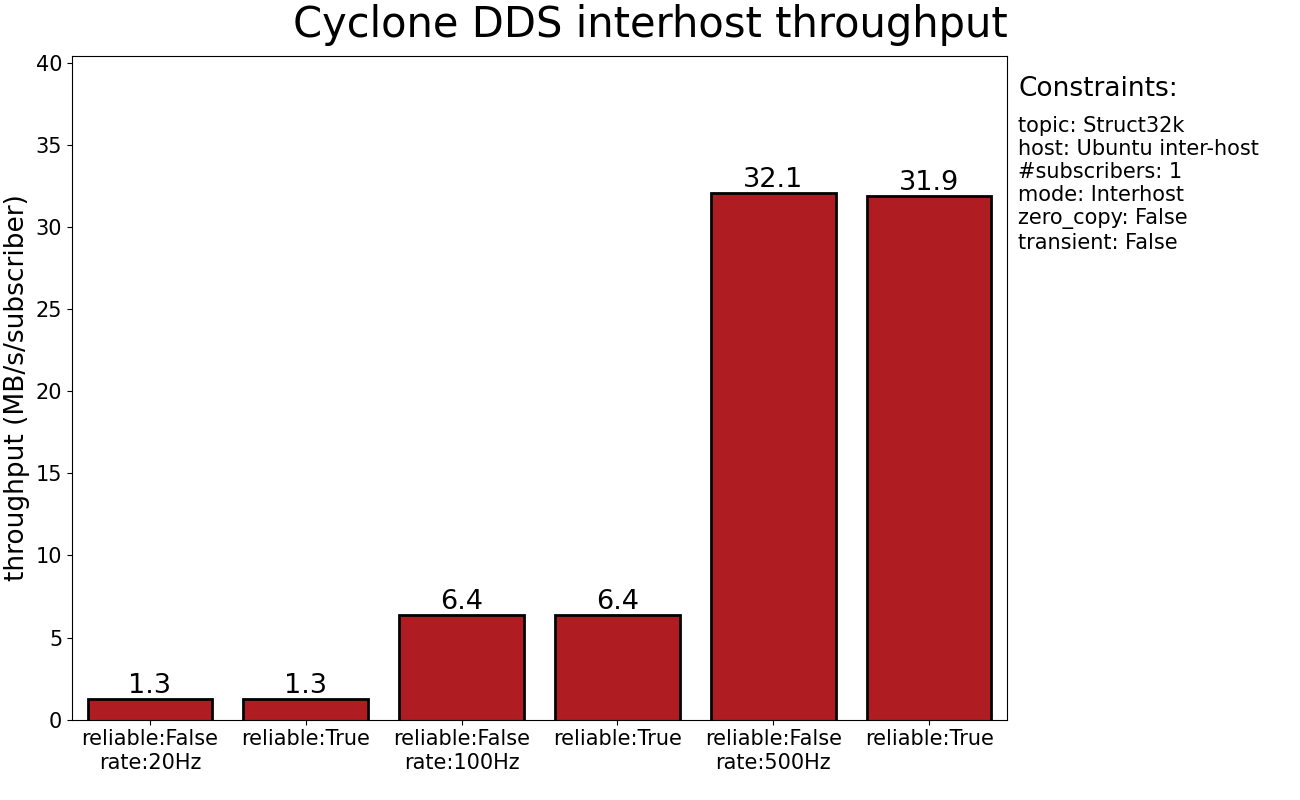 Cyclone DDS interhost throughput
throughput (MB/s/subscriber)
40
35
30
25
20
15
10
5
0
1.3
1.3
6.4
6.4
32.1
31.9
reliable:False
rate:20Hz
reliable:True
reliable:False
rate:100Hz
reliable:True
reliable:False
rate:500Hz
reliable:True
Constraints:
topic: Struct32k
host: Ubuntu inter-host
#subscribers: 1
mode: Interhost
zero_copy: False
transient: False